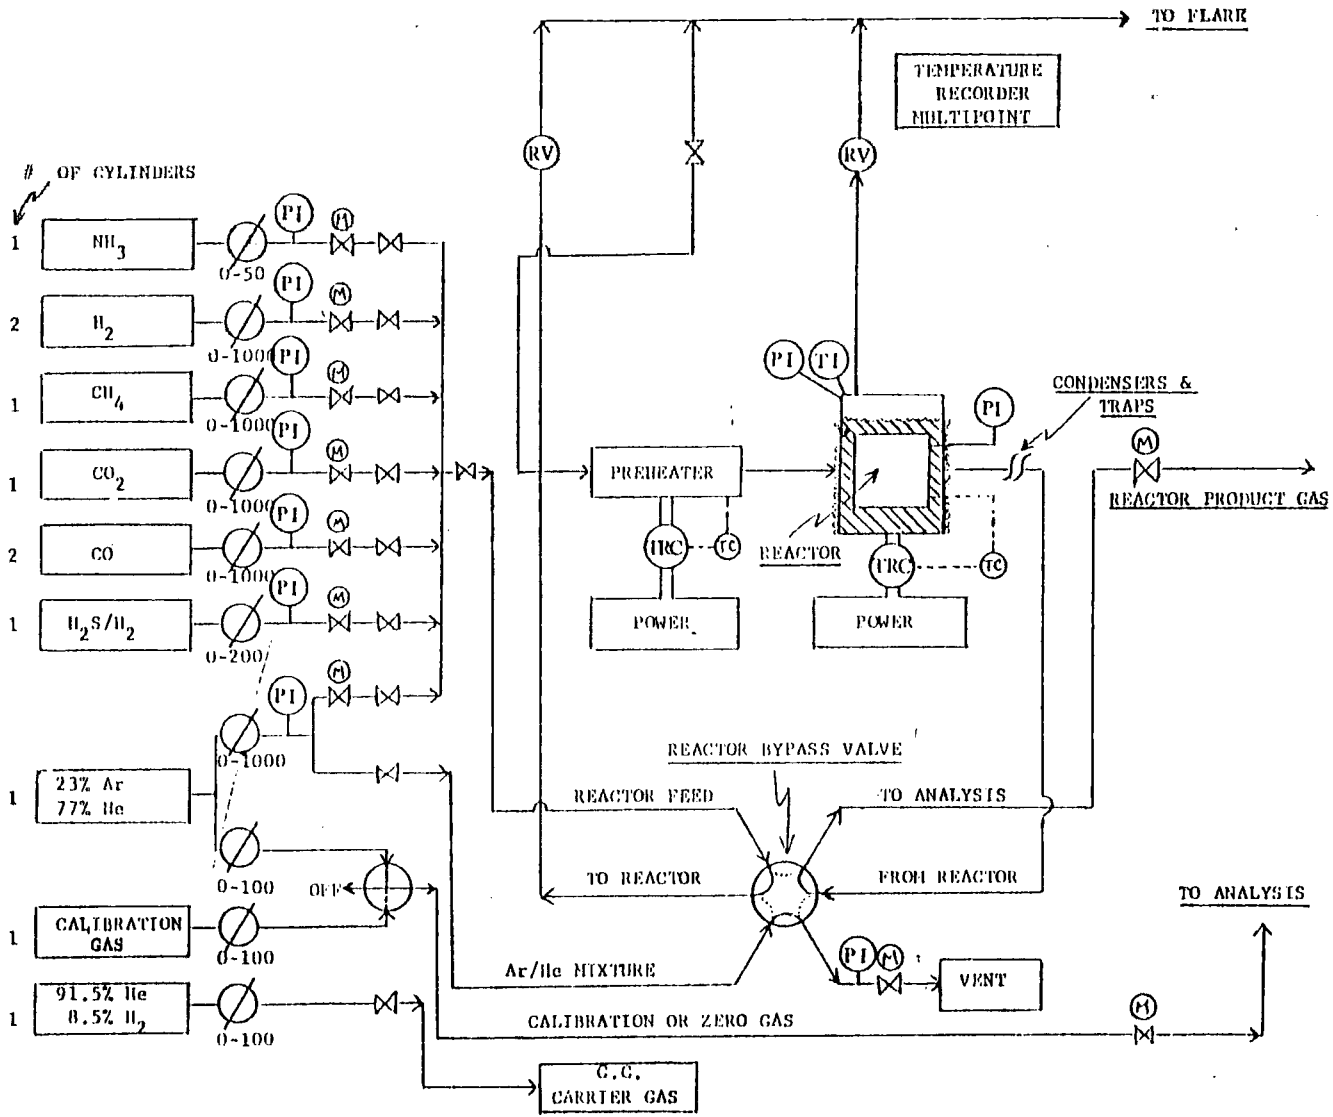 TO FLARE
TEMPERATURE
RECORDER
MULTIPOINT
RV
RV
# OF CYLINDERS
1
NH3
0-50
PI
M
2
H2
0-1000
PI
M
1
CH4
0-1000
PI
M
1
CO2
0-1000
PI
M
2
CO
0-1000
PI
M
1
H2S/H2
0-200
PI
M
PI
M
0-1000
1
23% Ar
77% He
0-100
OFF
1
CALIBRATION
GAS
0-100
1
91.5% He
8.5% H2
0-100
PI
TI
PI
CONDENSERS &
TRAPS
M
REACTOR PRODUCT GAS
PREHEATER
TRC
TC
POWER
REACTOR
TRC
TC
POWER
REACTOR BYPASS VALVE
REACTOR FEED
TO ANALYSIS
TO REACTOR
FROM REACTOR
Ar/He MIXTURE
PI
M
VENT
TO ANALYSIS
CALIBRATION OR ZERO GAS
M
G.C.
CARRIER GAS